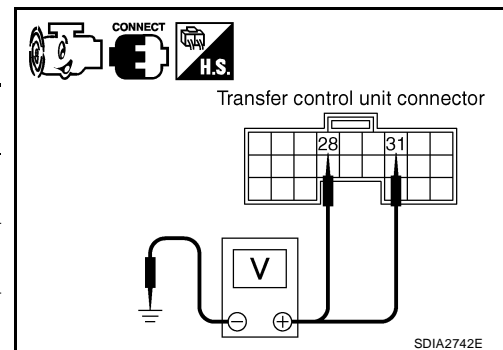 CONNECT
H.S.
Transfer control unit connector
28 31
V
SDIA2742E